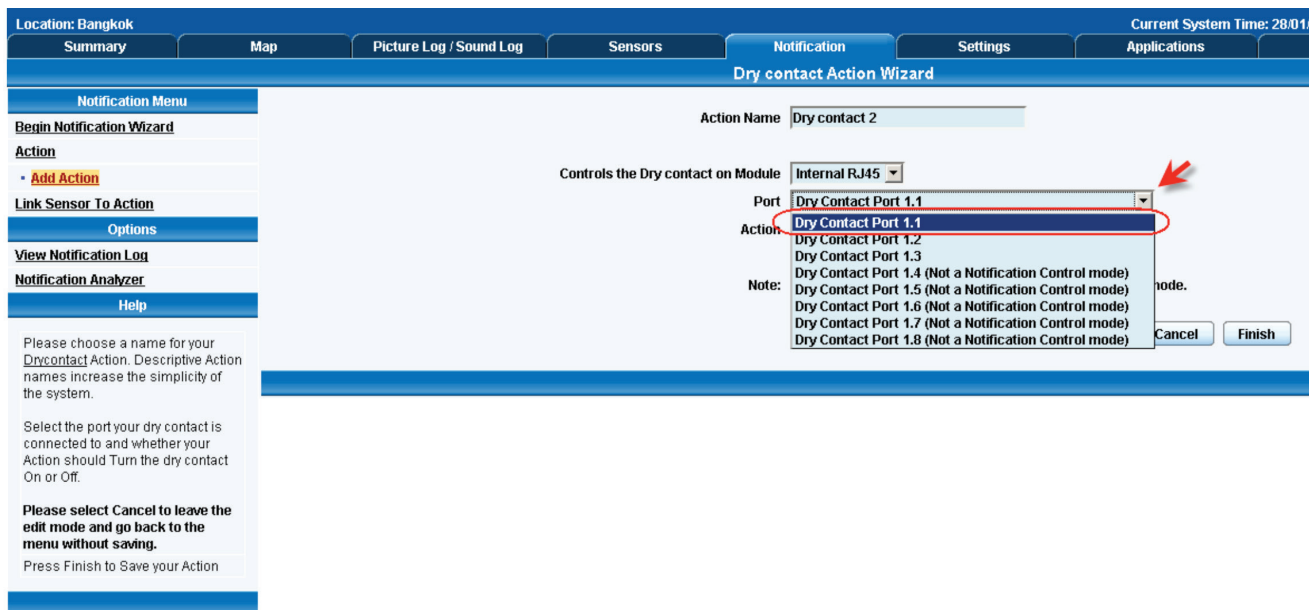 Location: Bangkok
Current System Time: 28/01/
Summary
Map
Picture Log / Sound Log
Sensors
Notification
Settings
Applications
Dry contact Action Wizard
Notification Menu
Begin Notification Wizard
Action
Add Action
Link Sensor To Action
Options
View Notification Log
Notification Analyzer
Help
Please choose a name for your
Drycontact Action. Descriptive Action
names increase the simplicity of
the system.
Select the port your dry contact is
connected to and whether your
Action should Turn the dry contact
On or Off.
Please select Cancel to leave the
edit mode and go back to the
menu without saving.
Press Finish to Save your Action
Action Name Dry contact 2
Controls the Dry contact on Module Internal RJ45
Port Dry Contact Port 1.1
Action
Dry Contact Port 1.1
Dry Contact Port 1.2
Dry Contact Port 1.3
Dry Contact Port 1.4 (Not a Notification Control mode)
Dry Contact Port 1.5 (Not a Notification Control mode)
Dry Contact Port 1.6 (Not a Notification Control mode)
Dry Contact Port 1.7 (Not a Notification Control mode)
Dry Contact Port 1.8 (Not a Notification Control mode)
Note: mode.
Cancel Finish